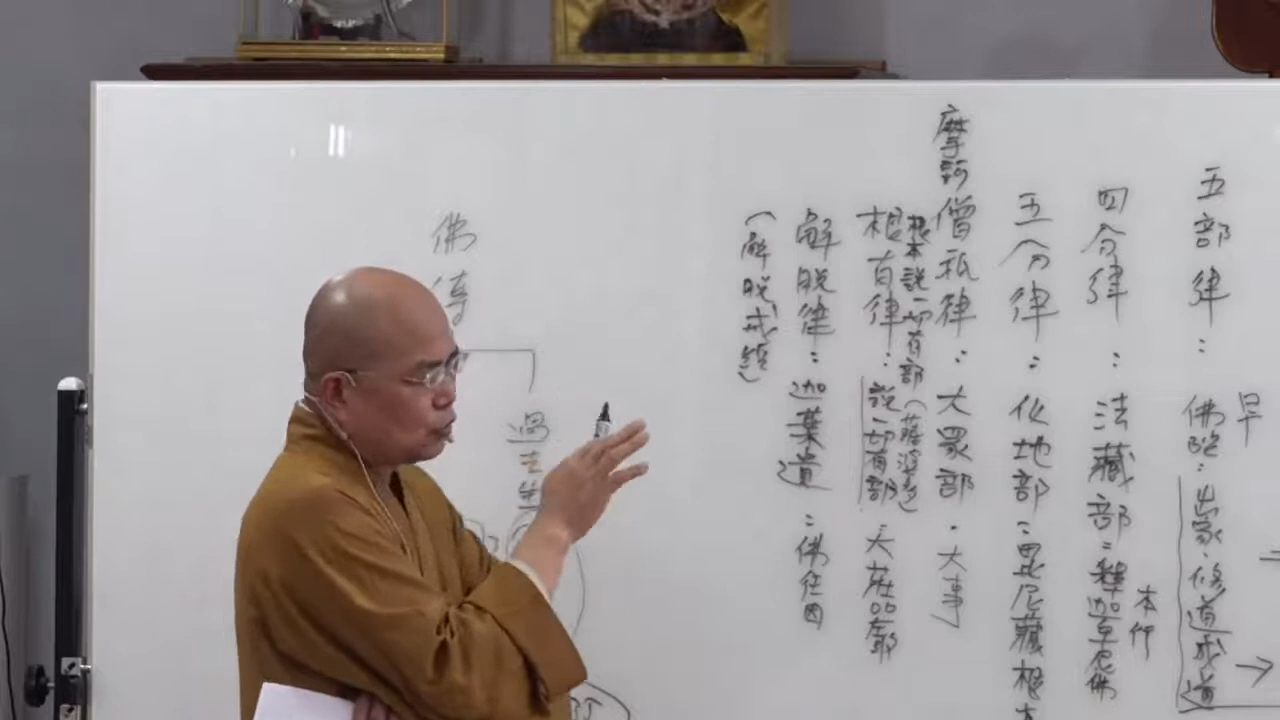 五部律：佛陀：出家、修道成道
早
四分律：法藏部：釋迦牟尼佛
本行
五分律：化地部：毘尼藏根本
摩訶僧祇律：大眾部．大事
根本說一切有部（薩婆多）
根有律：說一切有部：大莊嚴
解脫律：迦葉遺：佛往因
（解脫戒經）
佛傳
過去生